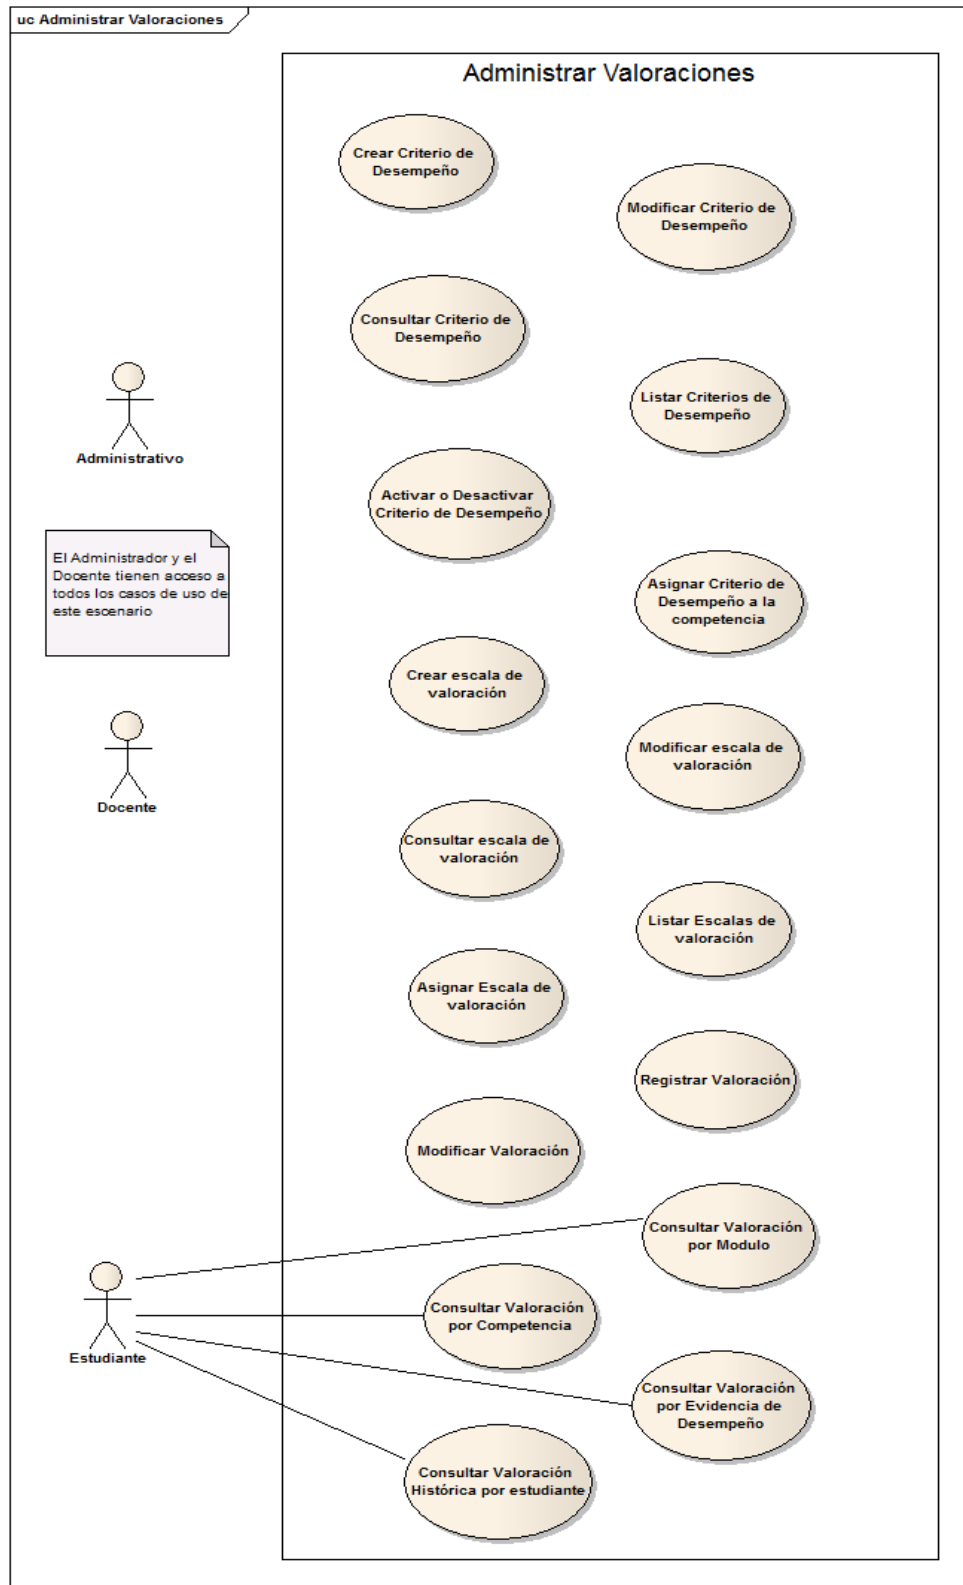 uc Administrar Valoraciones
Administrar Valoraciones
Crear Criterio de
Desempeño
Modificar Criterio de
Desempeño
Consultar Criterio de
Desempeño
Listar Criterios de
Desempeño
Administrativo
Activar o Desactivar
Criterio de Desempeño
El Administrador y el
Docente tienen acceso a
todos los casos de uso de
este escenario
Asignar Criterio de
Desempeño a la
competencia
Crear escala de
valoración
Modificar escala de
valoración
Docente
Consultar escala de
valoración
Listar Escalas de
valoración
Asignar Escala de
valoración
Registrar Valoración
Modificar Valoración
Consultar Valoración
por Modulo
Consultar Valoración
por Competencia
Estudiante
Consultar Valoración
por Evidencia de
Desempeño
Consultar Valoración
Histórica por estudiante